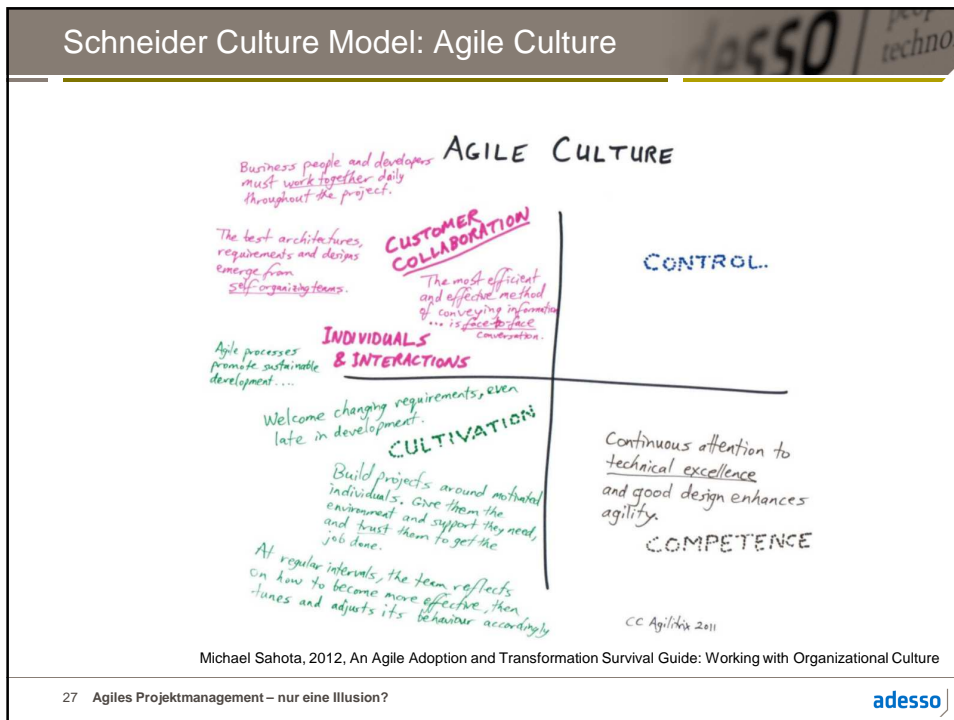 Schneider Culture Model: Agile Culture
adesso
techno
AGILE CULTURE
Business people and developers
must work together daily
throughout the project.
CUSTOMER
COLLABORATION
The best architectures,
requirements and designs
emerge from
self-organizing teams.
The most efficient
and effective method
of conveying information
... is face-to-face
conversation.
INDIVIDUALS
& INTERACTIONS
Agile processes
promote sustainable
development....
CONTROL..
Welcome changing requirements, even
late in development.
CULTIVATION
Build projects around motivated
individuals. Give them the
environment and support they need,
and trust them to get the
job done.
At regular intervals, the team reflects
on how to become more effective, then
tunes and adjusts its behaviour accordingly
Continuous attention to
technical excellence
and good design enhances
agility.
COMPETENCE
CC Agilitrix 2011
Michael Sahota, 2012, An Agile Adoption and Transformation Survival Guide: Working with Organizational Culture
27 Agiles Projektmanagement – nur eine Illusion?
adesso